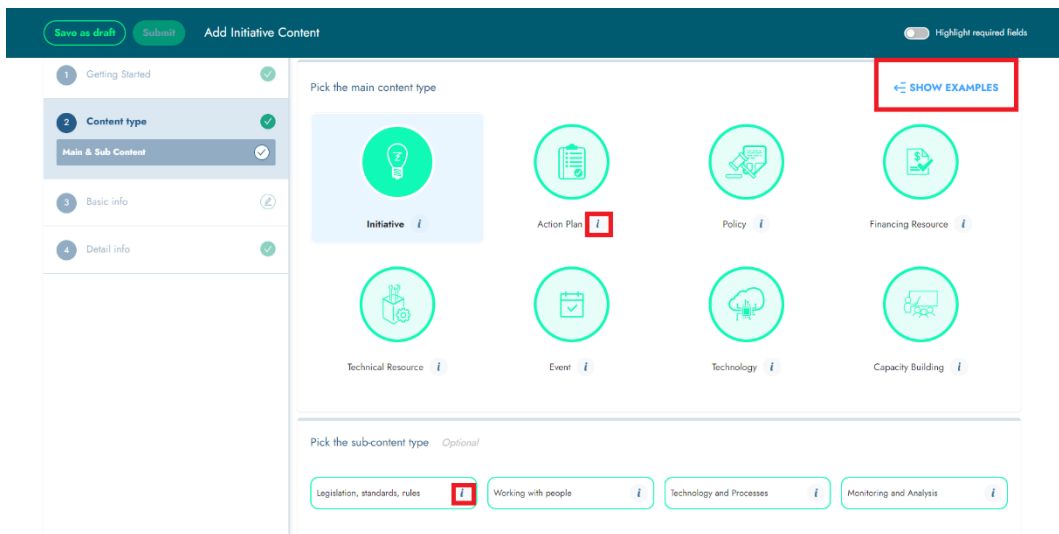 Save as draft
Submit
Add Initiative Content
Highlight required fields
1 Getting Started
2 Content type
Main & Sub Content
3 Basic info
4 Detail info
Pick the main content type
SHOW EXAMPLES
Initiative i
Action Plan i
Policy i
Financing Resource i
Technical Resource i
Event i
Technology i
Capacity Building i
Pick the sub-content type Optional
Legislation, standards, rules i
Working with people i
Technology and Processes i
Monitoring and Analysis i